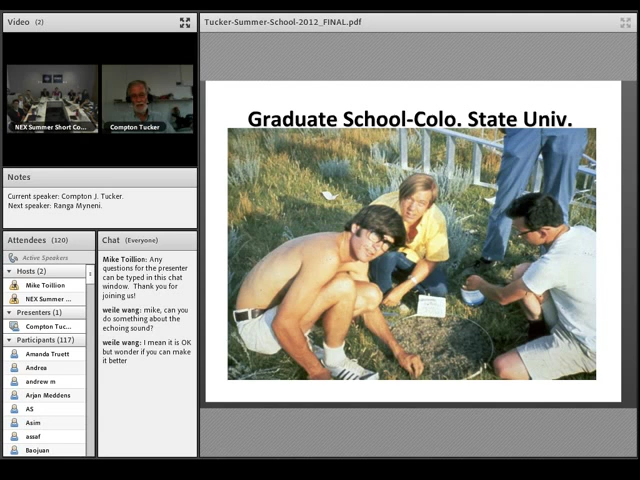 Video (2)
Tucker-Summer-School-2012_FINAL.pdf
NEX Summer Short Co...
Compton Tucker
Notes
Current speaker: Compton J. Tucker.
Next speaker: Ranga Myneni.
Attendees (120)
Active Speakers
Hosts (2)
Mike Toillion
NEX Summer ...
Presenters (1)
Compton Tuc...
Participants (117)
Amanda Truett
Andrea
andrew m
Arjan Meddens
AS
Asim
assaf
Baojuan
Chat (Everyone)
Mike Toillion: Any
questions for the presenter
can be typed in this chat
window. Thank you for
joining us!
weile wang: mike, can you
do something about the
echoing sound?
weile wang: I mean it is OK
but wonder if you can make
it better
Graduate School-Colo. State Univ.